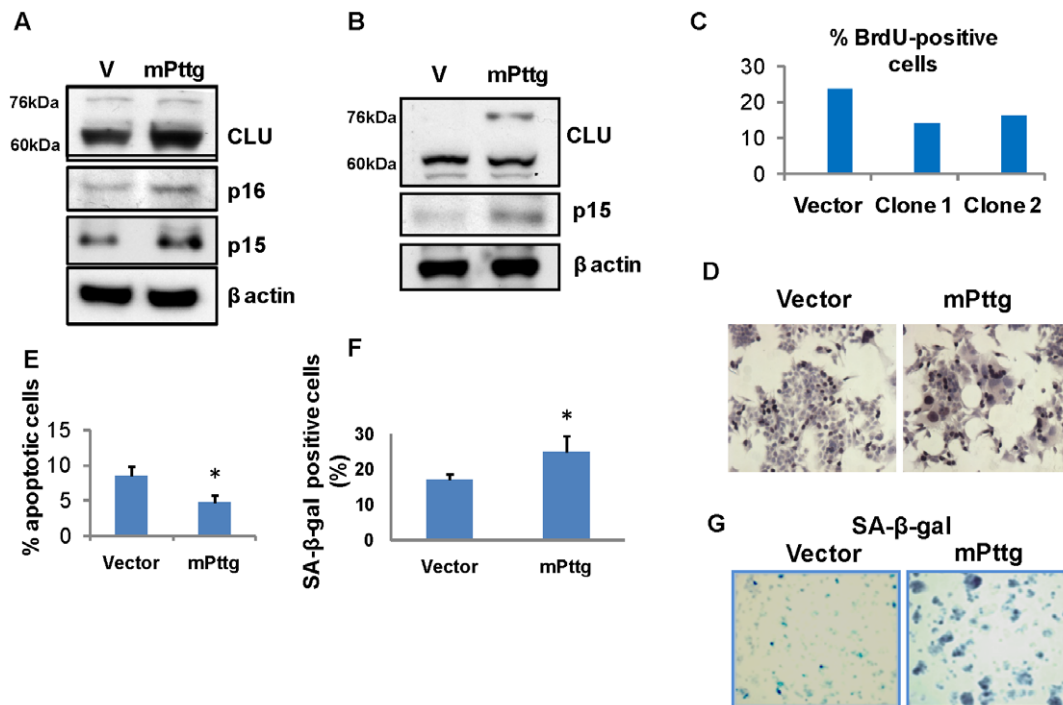 A
V mPttg
76kDa
60kDa
CLU
p16
p15
β actin
B
V mPttg
76kDa
60kDa
CLU
p15
β actin
C
% BrdU-positive
cells
30
20
10
0
Vector Clone 1 Clone 2
D
Vector mPttg
E
% apoptotic cells
15
10
5
0
*
Vector mPttg
F
SA-β-gal positive cells
(%)
30
20
10
0
*
Vector mPttg
G
SA-β-gal
Vector mPttg